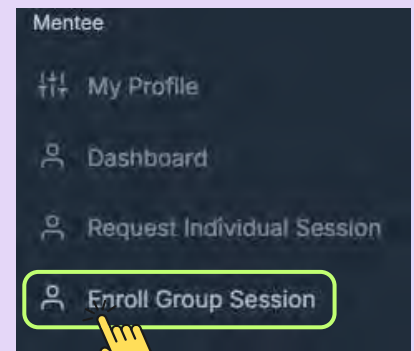 Mentee
My Profile
Dashboard
Request Individual Session
Enroll Group Session